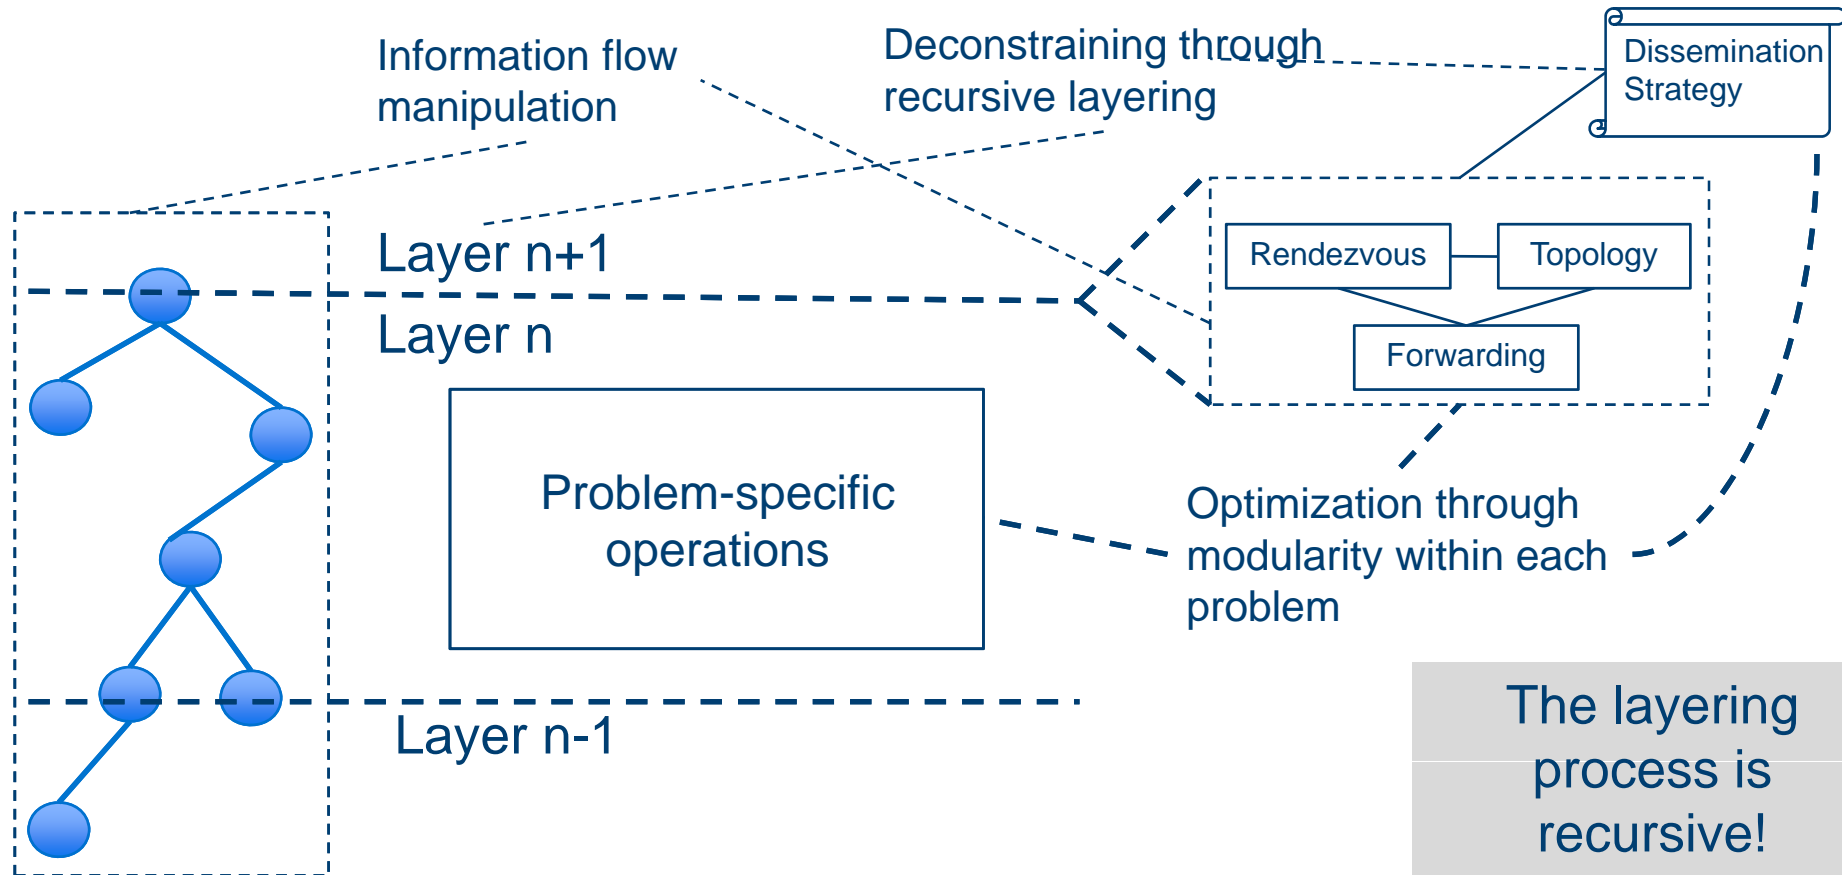 Information flow
manipulation
Deconstraining through
recursive layering
Dissemination
Strategy
Layer n+1
Layer n
Rendezvous
Topology
Forwarding
Problem-specific
operations
Optimization through
modularity within each
problem
Layer n-1
The layering
process is
recursive!